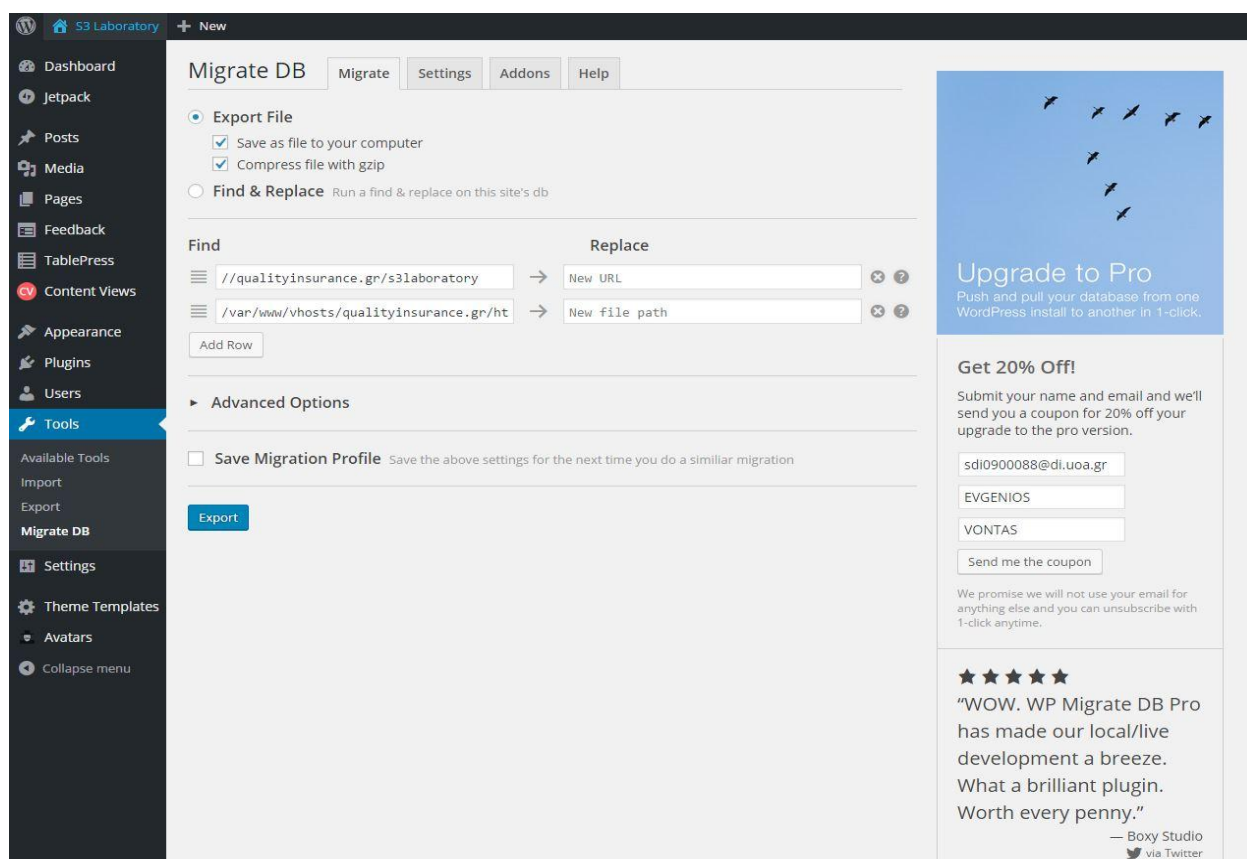 S3 Laboratory
New
Dashboard
Jetpack
Posts
Media
Pages
Feedback
TablePress
CV Content Views
Appearance
Plugins
Users
Tools
Available Tools
Import
Export
Migrate DB
Settings
Theme Templates
Avatars
Collapse menu
Migrate DB
Migrate
Settings
Addons
Help
Export File
Save as file to your computer
Compress file with gzip
Find & Replace Run a find & replace on this site's db
Find
Replace
//qualityinsurance.gr/s3laboratory
New URL
/var/www/vhosts/qualityinsurance.gr/ht
New file path
Add Row
Advanced Options
Save Migration Profile Save the above settings for the next time you do a similiar migration
Export
Upgrade to Pro
Push and pull your database from one
WordPress install to another in 1-click.
Get 20% Off!
Submit your name and email and we'll
send you a coupon for 20% off your
upgrade to the pro version.
sdi0900088@di.uoa.gr
EVGENIOS
VONTAS
Send me the coupon
We promise we will not use your email for
anything else and you can unsubscribe with
1-click anytime.
“WOW. WP Migrate DB Pro
has made our local/live
development a breeze.
What a brilliant plugin.
Worth every penny.”
— Boxy Studio
via Twitter